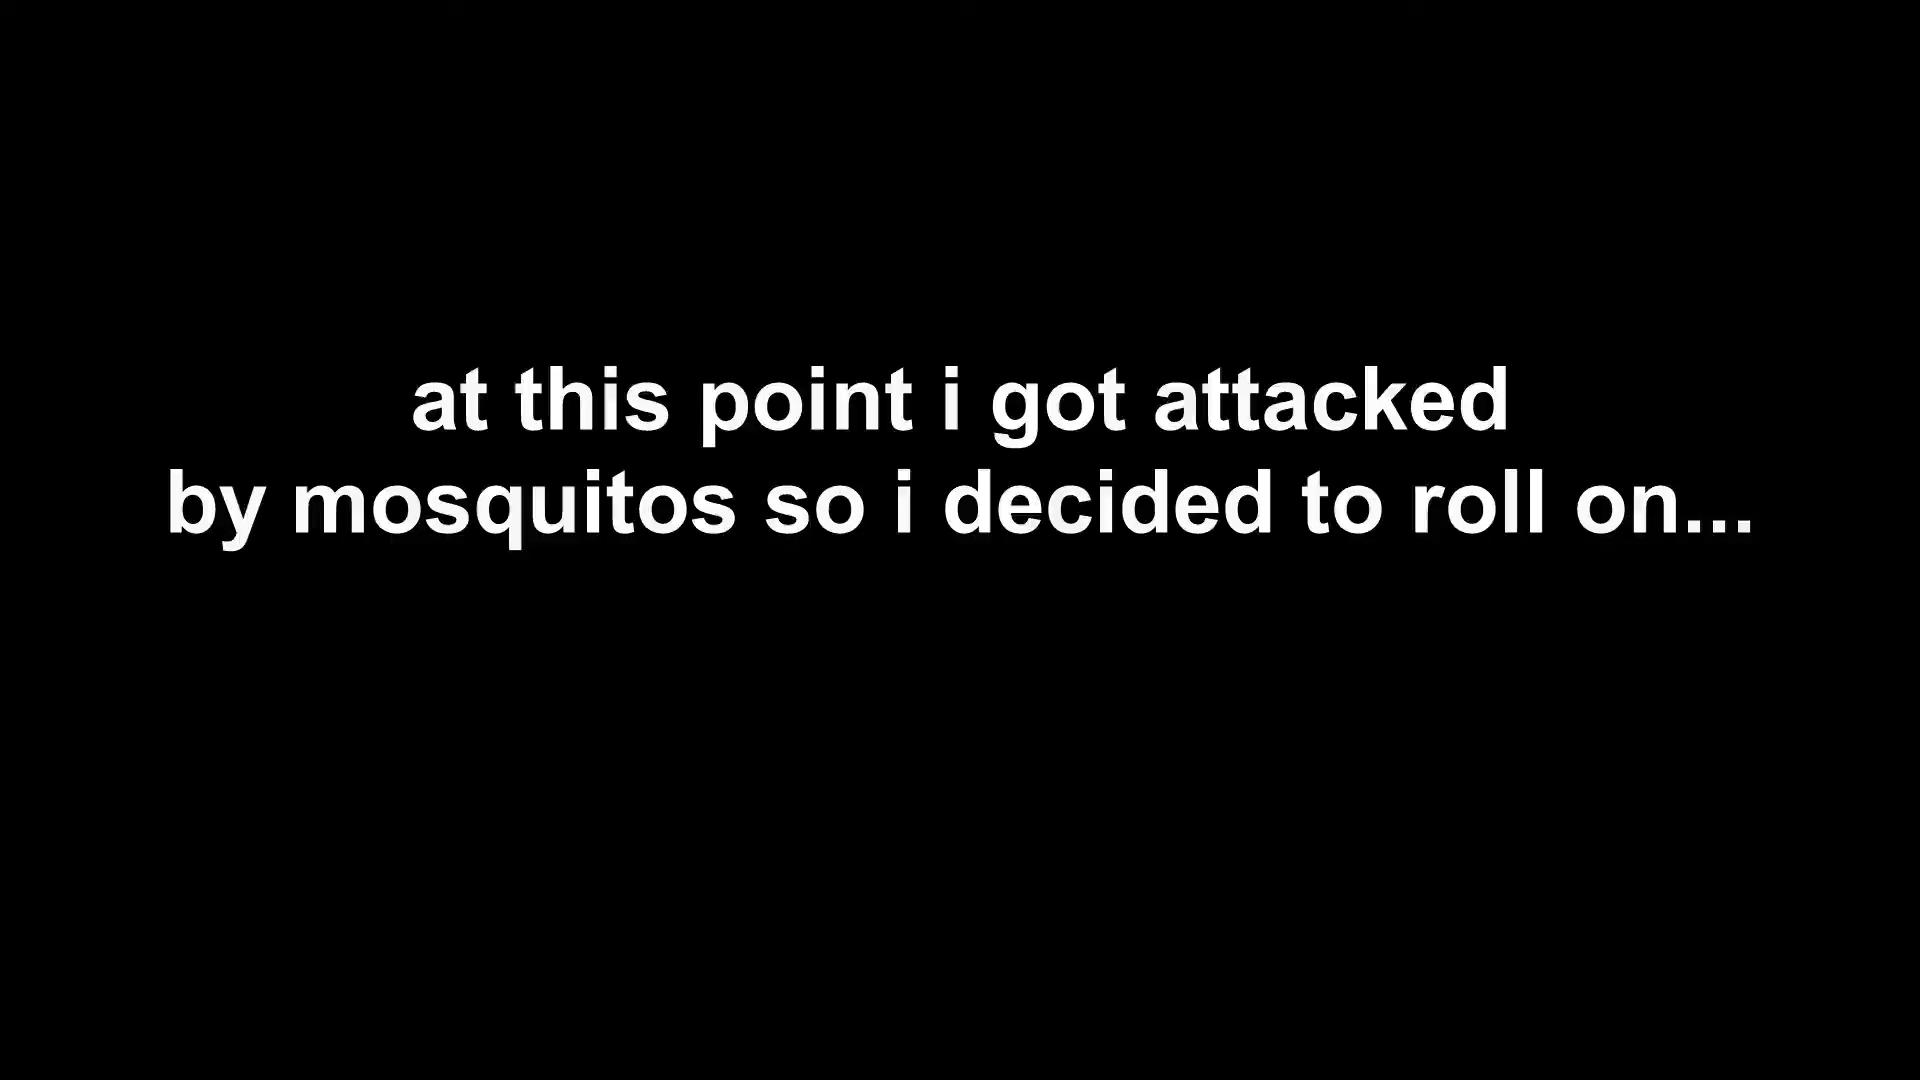 at this point i got attacked
by mosquitos so i decided to roll on...